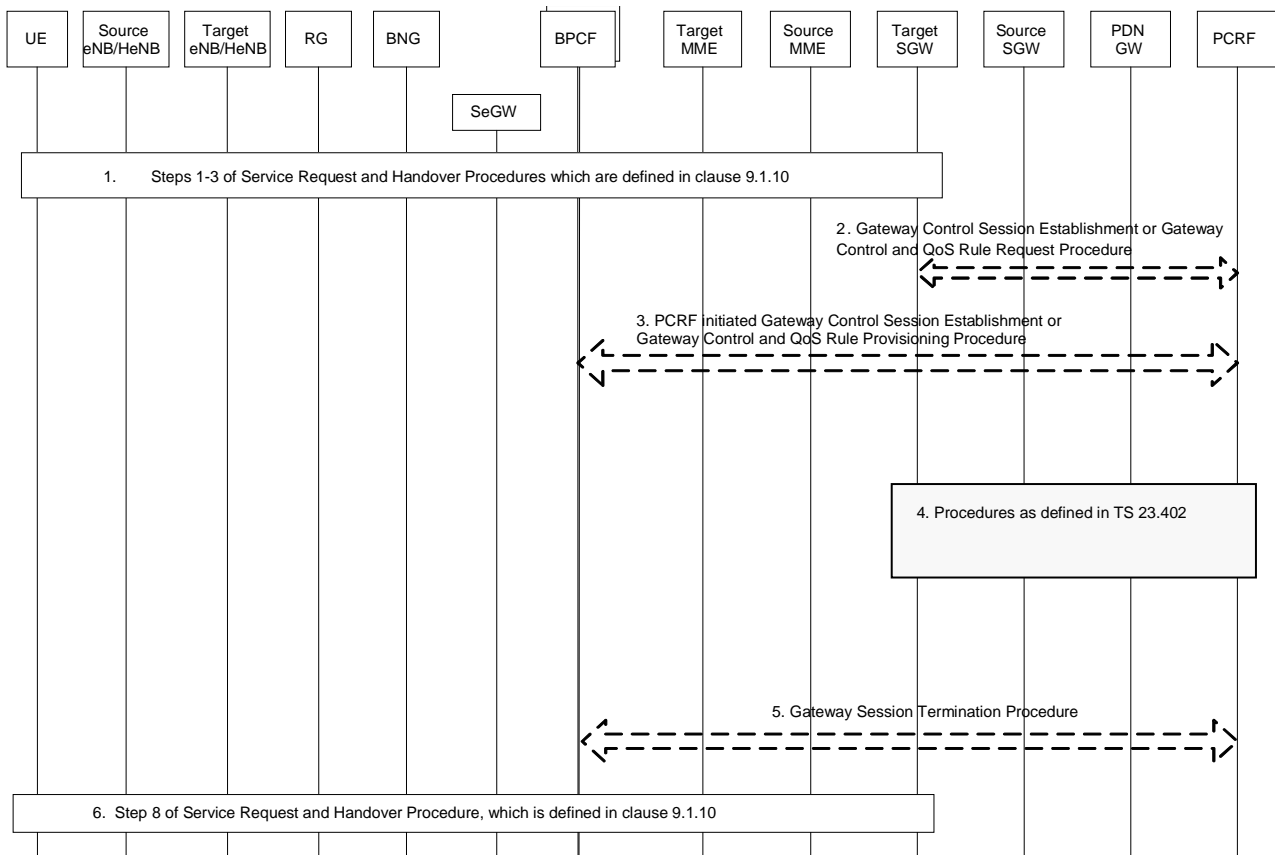 UE
Source
eNB/HeNB
Target
eNB/HeNB
RG
BNG
BPCF
Target
MME
Source
MME
Target
SGW
Source
SGW
PDN
GW
PCRF
SeGW
1. Steps 1-3 of Service Request and Handover Procedures which are defined in clause 9.1.10
2. Gateway Control Session Establishment or Gateway
Control and QoS Rule Request Procedure
3. PCRF initiated Gateway Control Session Establishment or
Gateway Control and QoS Rule Provisioning Procedure
4. Procedures as defined in TS 23.402
5. Gateway Session Termination Procedure
6. Step 8 of Service Request and Handover Procedure, which is defined in clause 9.1.10